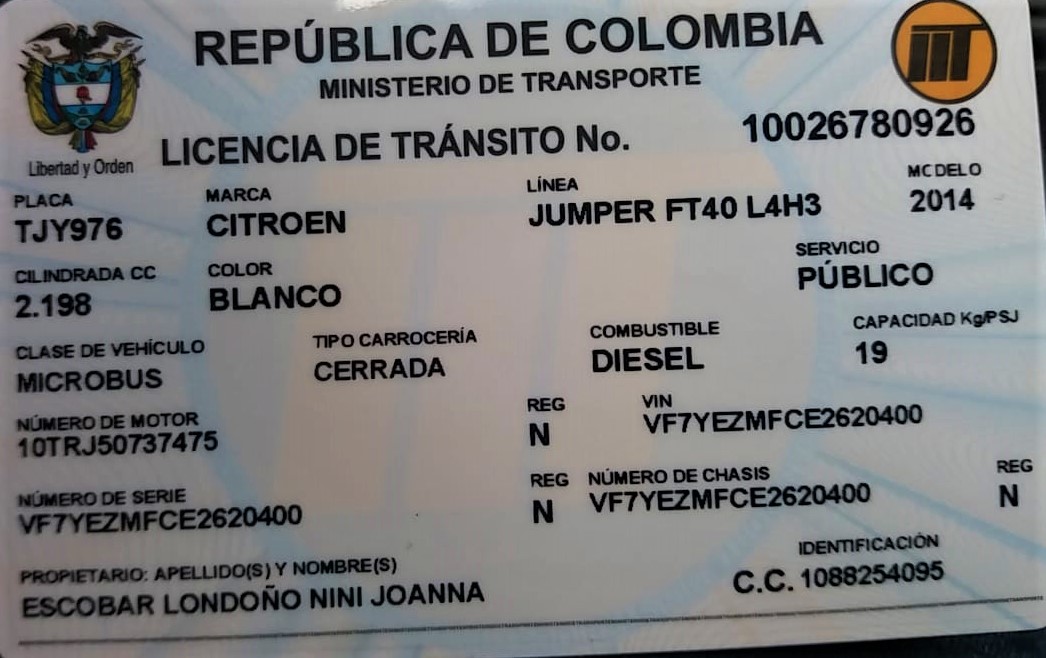 REPÚBLICA DE COLOMBIA
MINISTERIO DE TRANSPORTE
Libertad y Orden
LICENCIA DE TRÁNSITO No. 10026780926
PLACA MARCA LÍNEA MODELO
TJY976 CITROEN JUMPER FT40 L4H3 2014
CILINDRADA CC COLOR SERVICIO
2.198 BLANCO PÚBLICO
CLASE DE VEHÍCULO TIPO CARROCERÍA COMBUSTIBLE CAPACIDAD Kg/PSJ
MICROBUS CERRADA DIESEL 19
NÚMERO DE MOTOR REG VIN
10TRJ50737475 N VF7YEZMFCE2620400
NÚMERO DE SERIE REG NÚMERO DE CHASIS REG
VF7YEZMFCE2620400 N VF7YEZMFCE2620400 N
PROPIETARIO: APELLIDO(S) Y NOMBRE(S) IDENTIFICACIÓN
ESCOBAR LONDOÑO NINI JOANNA C.C. 1088254095